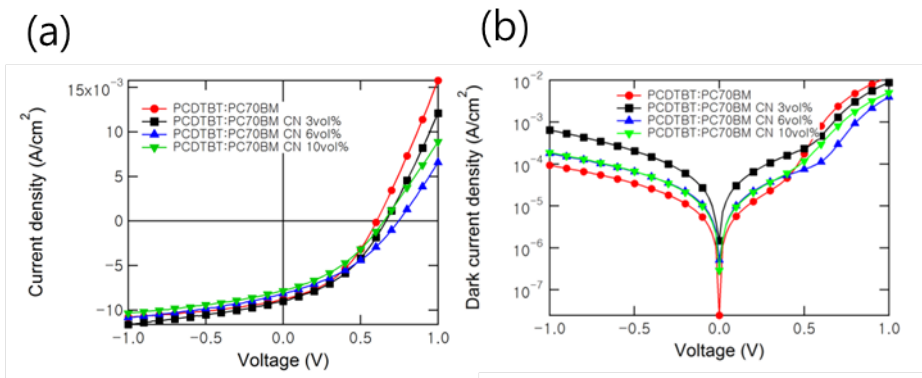 (a)
15×10⁻³
10
5
0
−5
−10
Current density (A/cm²)
PCDTBT:PC70BM
PCDTBT:PC70BM CN 3vol%
PCDTBT:PC70BM CN 6vol%
PCDTBT:PC70BM CN 10vol%
−1.0 −0.5 0.0 0.5 1.0
Voltage (V)
(b)
10⁻²
10⁻³
10⁻⁴
10⁻⁵
10⁻⁶
10⁻⁷
Dark current density (A/cm²)
PCDTBT:PC70BM
PCDTBT:PC70BM CN 3vol%
PCDTBT:PC70BM CN 6vol%
PCDTBT:PC70BM CN 10vol%
−1.0 −0.5 0.0 0.5 1.0
Voltage (V)